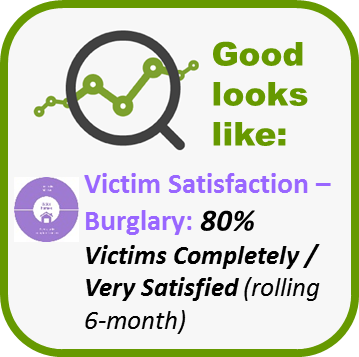 Good
looks
like:
Victim Satisfaction –
Burglary: 80%
Victims Completely /
Very Satisfied (rolling
6-month)